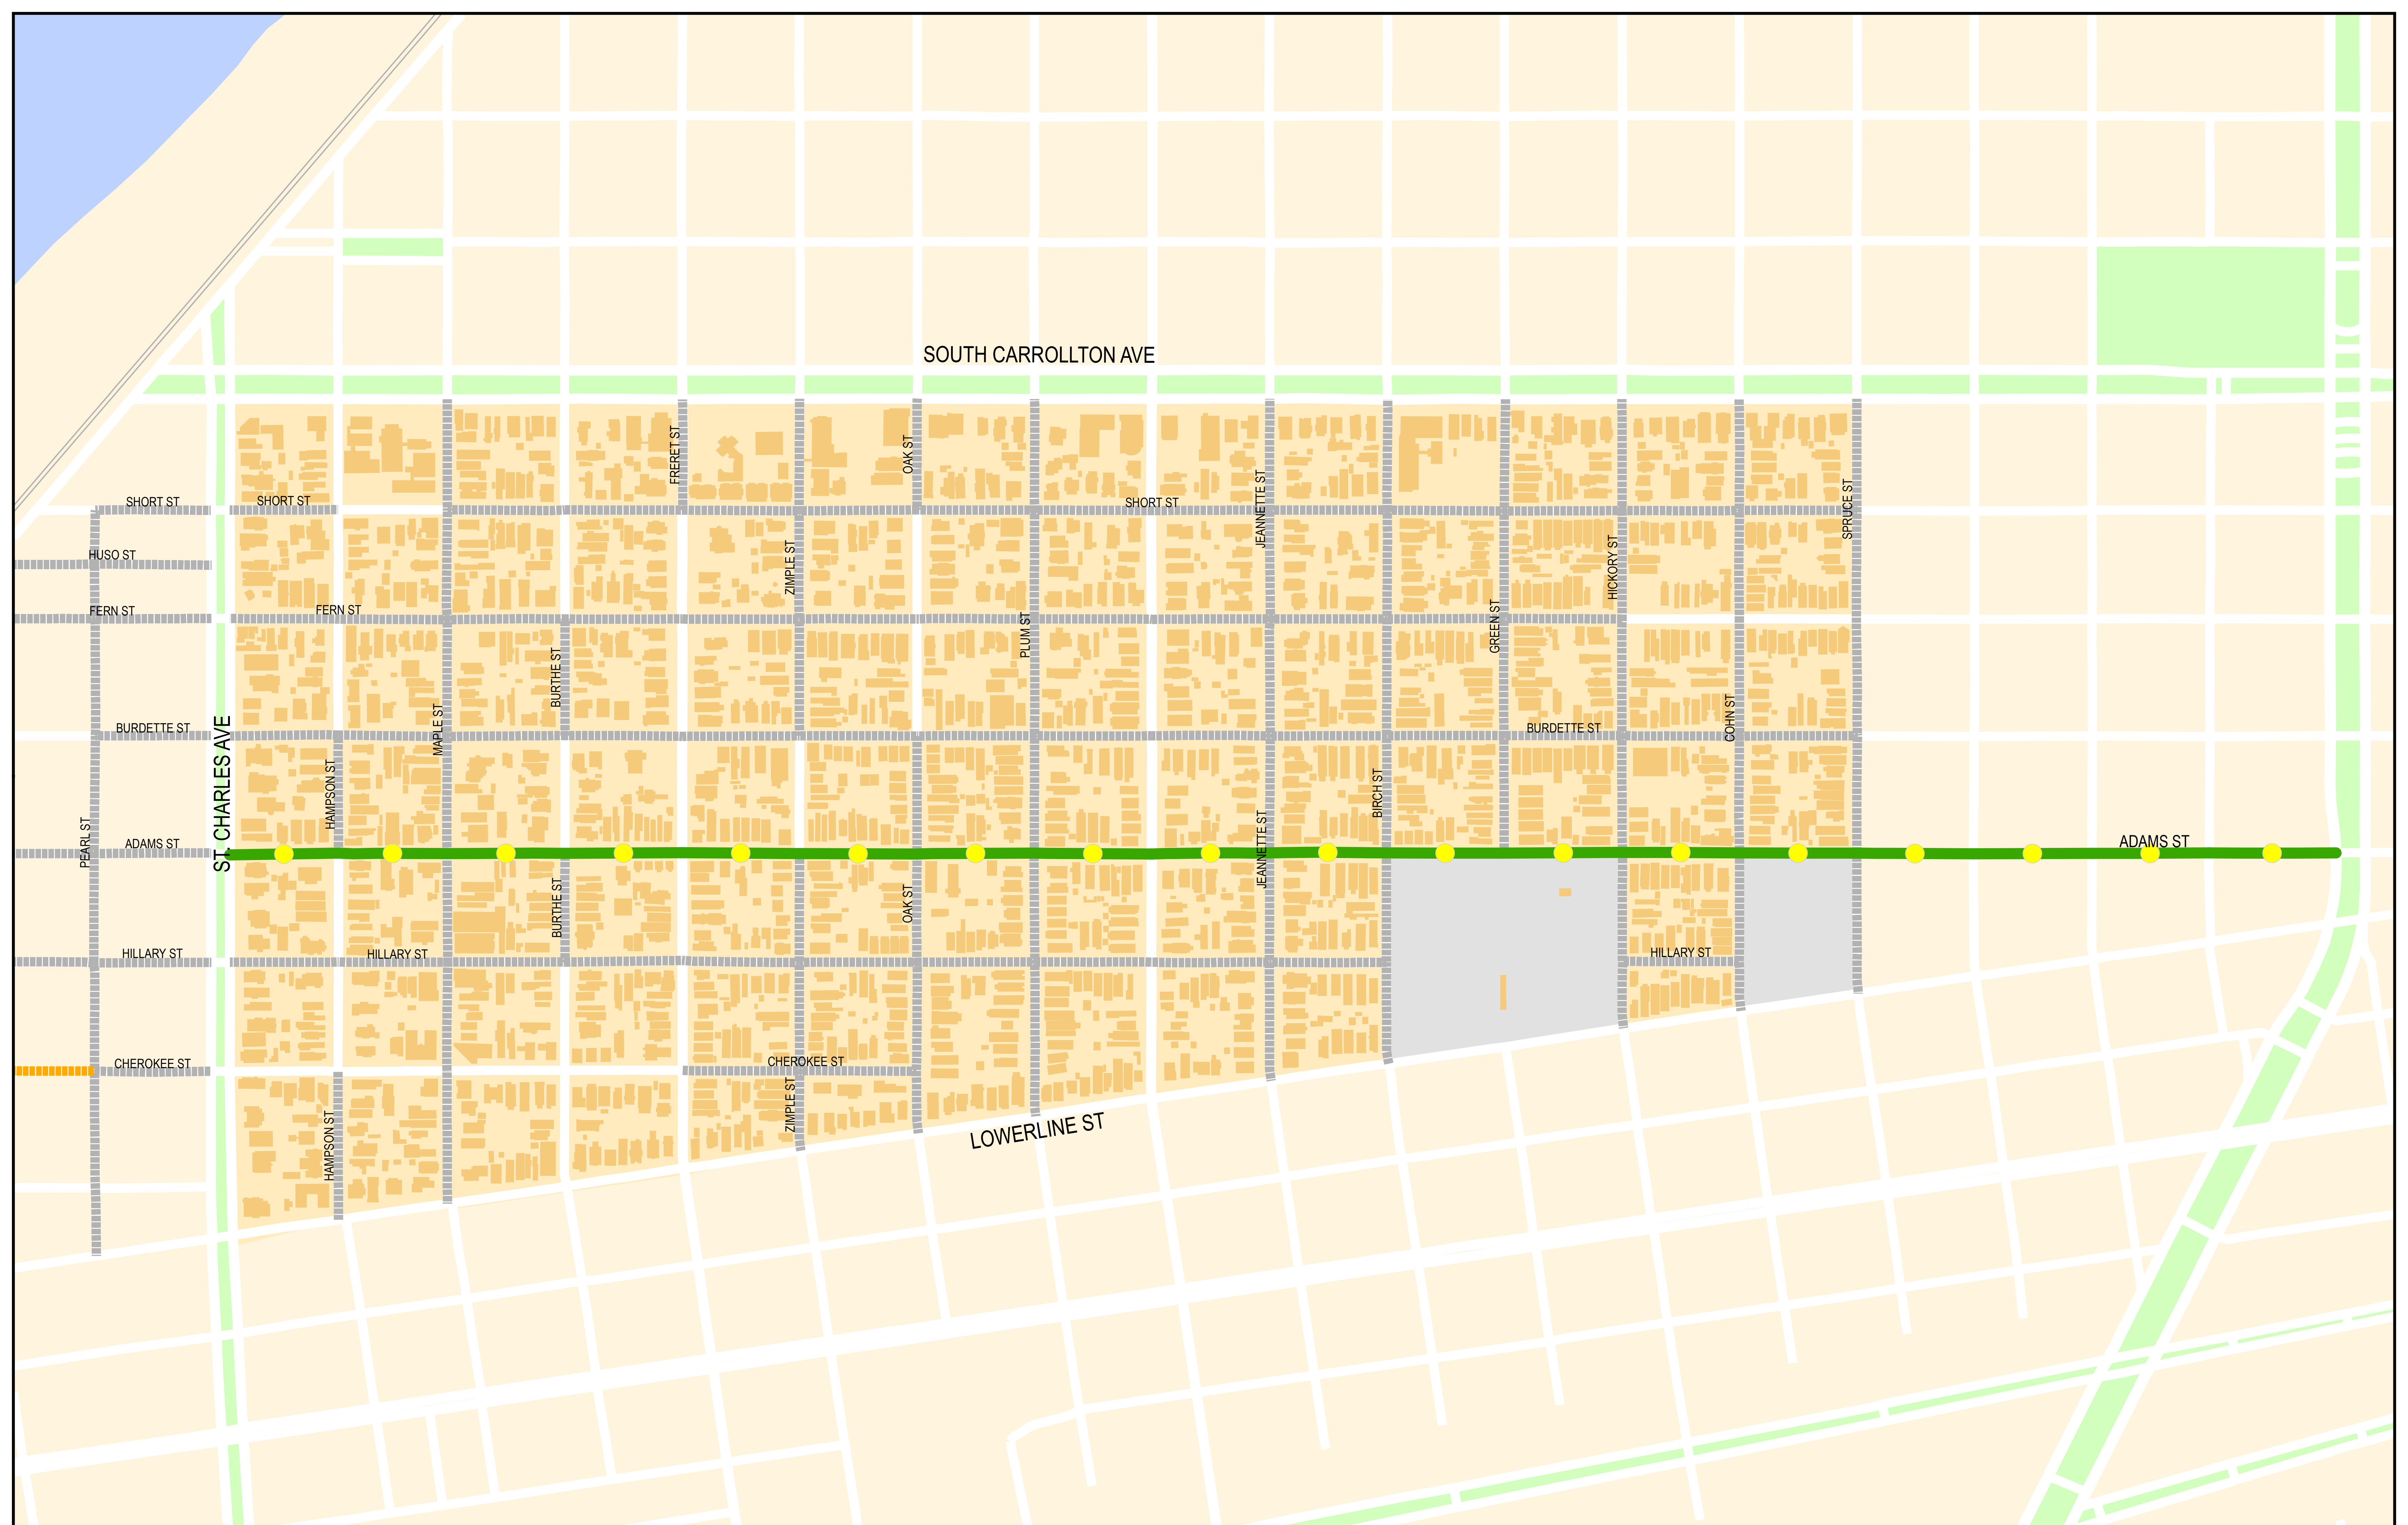 SOUTH CARROLLTON AVE
FRERET ST
OAK ST
SHORT ST
SHORT ST
SHORT ST
JEANNETTE ST
SPRUCE ST
HUSO ST
ZIMPLE ST
HICKORY ST
FERN ST
FERN ST
PLUM ST
GREEN ST
BURTHE ST
BURDETTE ST
MAPLE ST
BURDETTE ST
COHN ST
ST. CHARLES AVE
HAMPSON ST
BIRCH ST
PEARL ST
ADAMS ST
JEANNETTE ST
ADAMS ST
BURTHE ST
OAK ST
HILLARY ST
HILLARY ST
HILLARY ST
CHEROKEE ST
CHEROKEE ST
ZIMPLE ST
HAMPSON ST
LOWERLINE ST